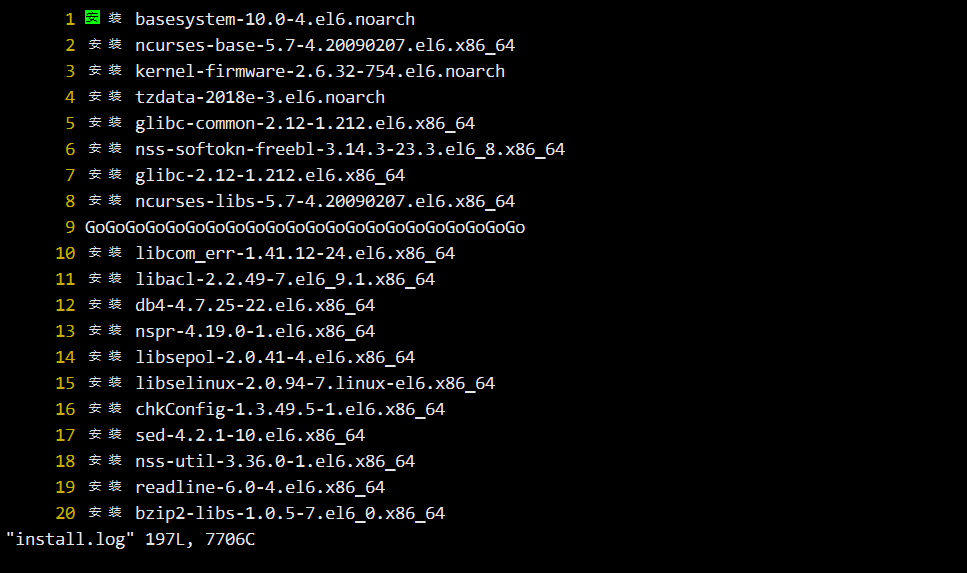 1 安装 basesystem-10.0-4.el6.noarch
2 安装 ncurses-base-5.7-4.20090207.el6.x86_64
3 安装 kernel-firmware-2.6.32-754.el6.noarch
4 安装 tzdata-2018e-3.el6.noarch
5 安装 glibc-common-2.12-1.212.el6.x86_64
6 安装 nss-softokn-freebl-3.14.3-23.3.el6_8.x86_64
7 安装 glibc-2.12-1.212.el6.x86_64
8 安装 ncurses-libs-5.7-4.20090207.el6.x86_64
9 GoGoGoGoGoGoGoGoGoGoGoGoGoGoGoGoGoGoGoGoGoGo
10 安装 libcom_err-1.41.12-24.el6.x86_64
11 安装 libacl-2.2.49-7.el6_9.1.x86_64
12 安装 db4-4.7.25-22.el6.x86_64
13 安装 nspr-4.19.0-1.el6.x86_64
14 安装 libsepol-2.0.41-4.el6.x86_64
15 安装 libselinux-2.0.94-7.linux-el6.x86_64
16 安装 chkConfig-1.3.49.5-1.el6.x86_64
17 安装 sed-4.2.1-10.el6.x86_64
18 安装 nss-util-3.36.0-1.el6.x86_64
19 安装 readline-6.0-4.el6.x86_64
20 安装 bzip2-libs-1.0.5-7.el6_0.x86_64
"install.log" 197L, 7706C